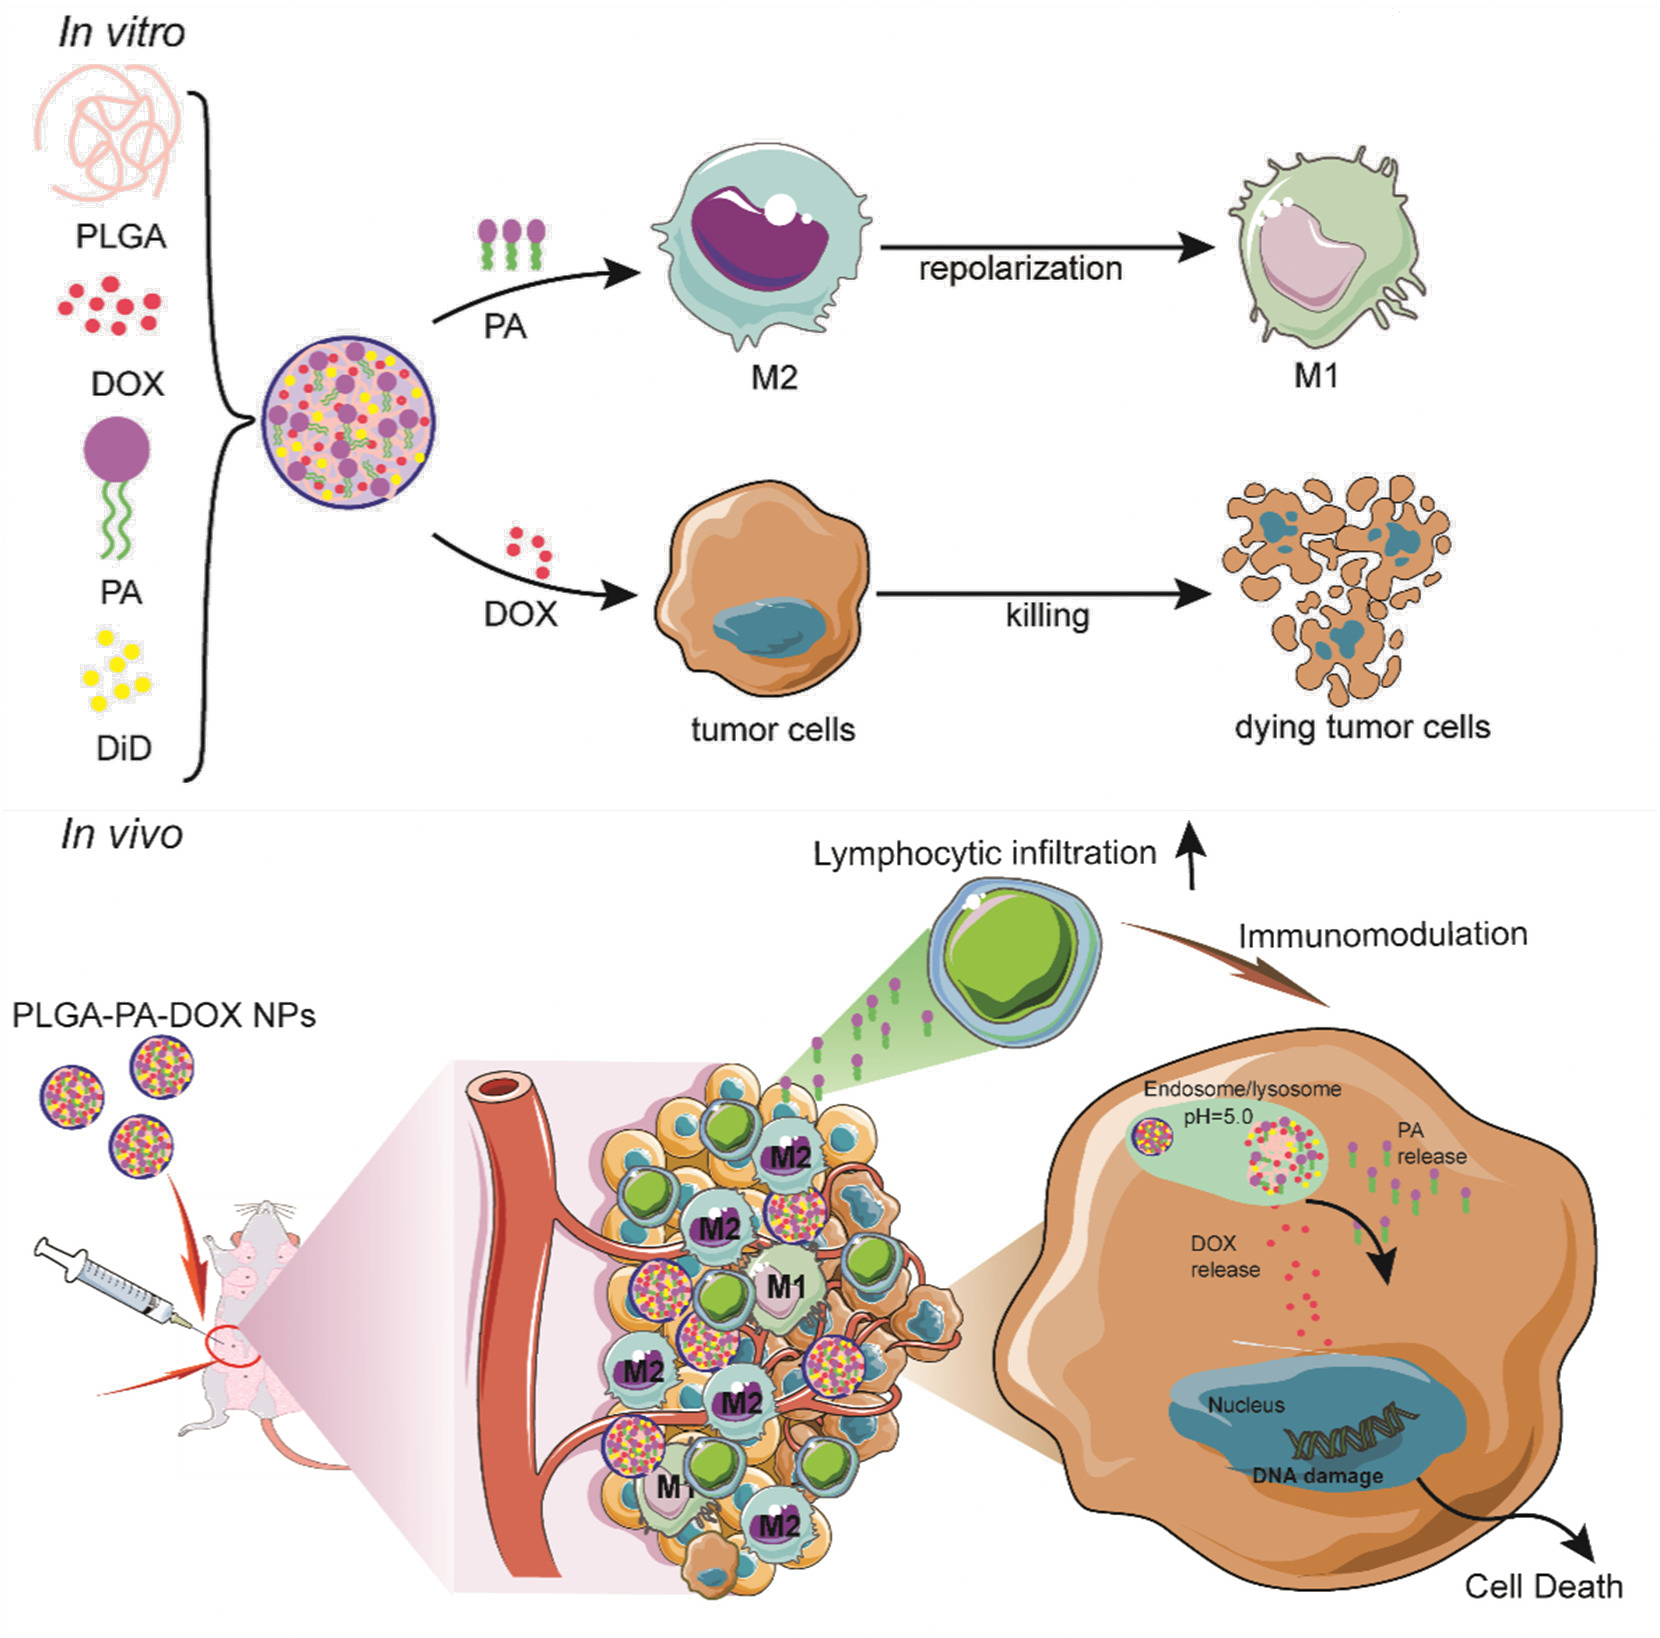 In vitro
PLGA
DOX
PA
DiD
PA
M2
repolarization
M1
DOX
tumor cells
killing
dying tumor cells
In vivo
Lymphocytic infiltration
Immunomodulation
PLGA-PA-DOX NPs
Endosome/lysosome
pH=5.0
PA
release
DOX
release
M2
M2
M1
M2
M2
M1
M2
Nucleus
DNA damage
Cell Death